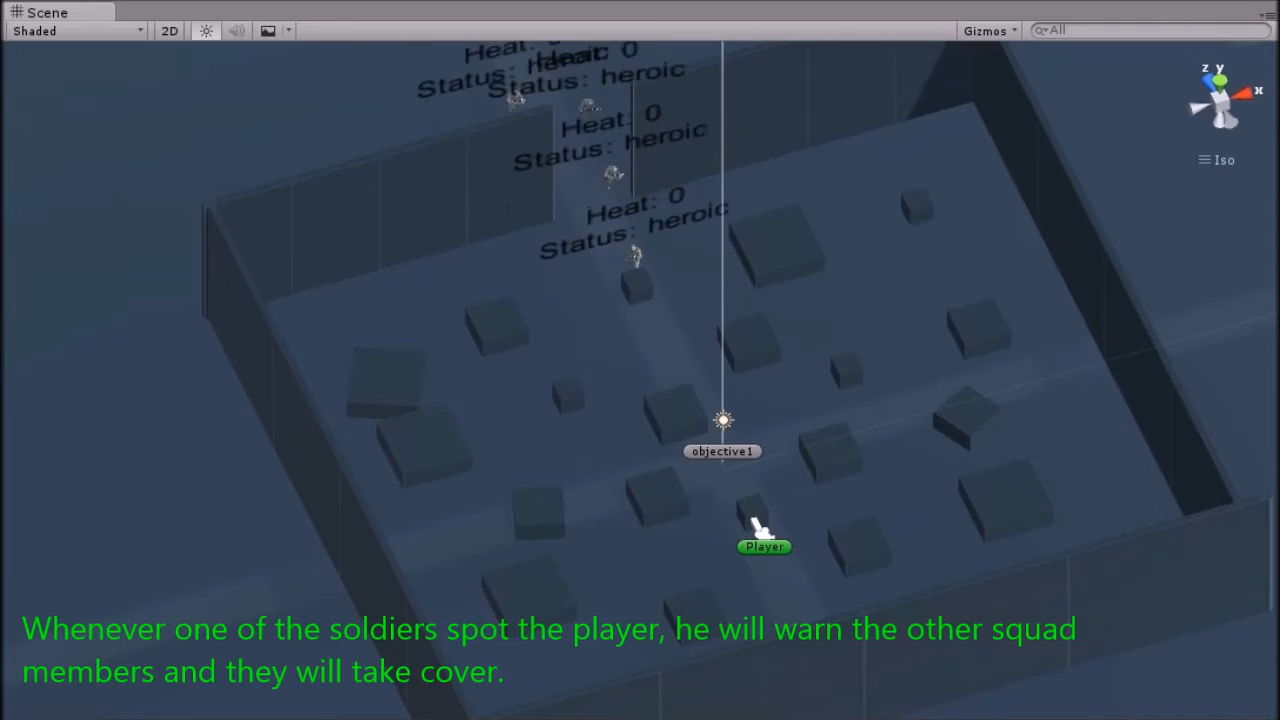 Scene
Shaded 2D Gizmos All
z y
x
Iso
Heat: 0
Status: heroic
Heat: 0
Status: heroic
Heat: 0
Status: heroic
objective1
Player
Whenever one of the soldiers spot the player, he will warn the other squad
members and they will take cover.